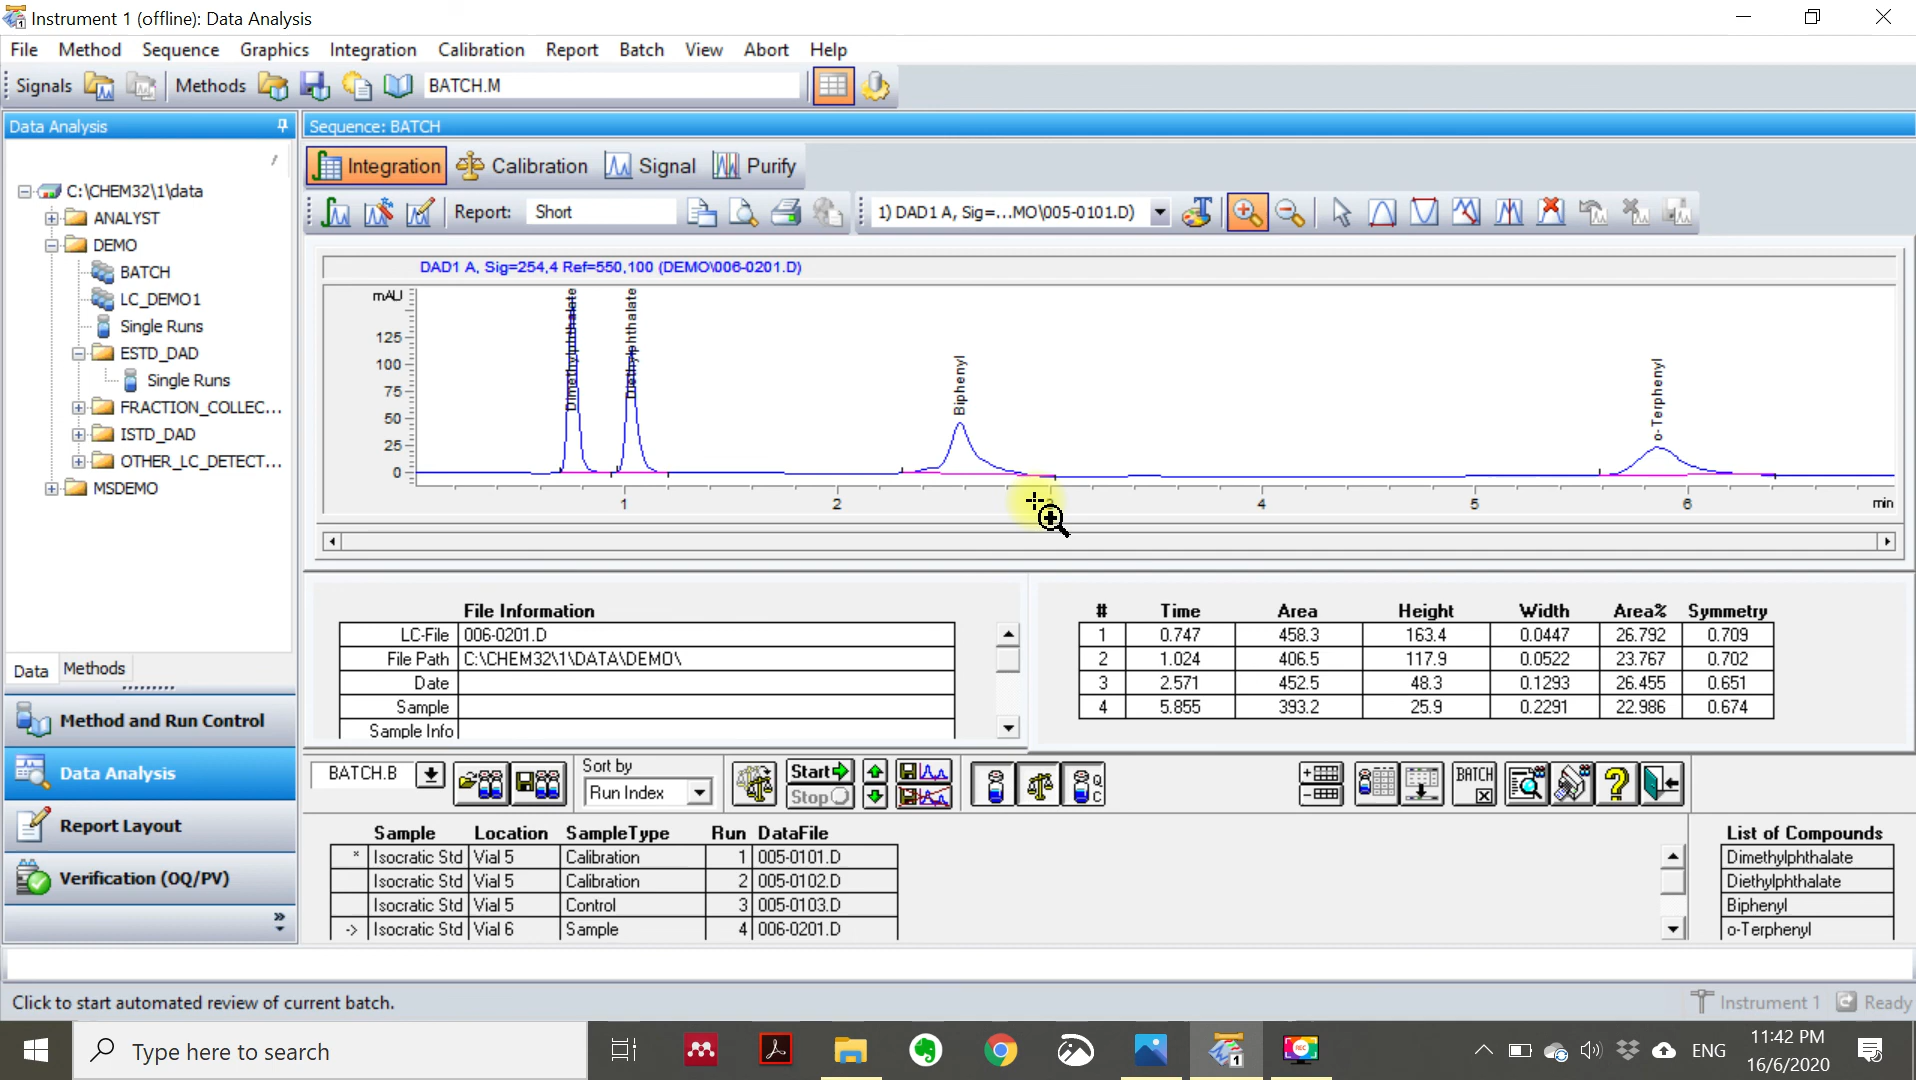 Instrument 1 (offline): Data Analysis
File Method Sequence Graphics Integration Calibration Report Batch View Abort Help
Signals Methods BATCH.M
Data Analysis
Sequence: BATCH
C:\CHEM32\1\data
ANALYST
DEMO
BATCH
LC_DEMO1
Single Runs
ESTD_DAD
Single Runs
FRACTION_COLLEC...
ISTD_DAD
OTHER_LC_DETECT...
MSDEMO
Data Methods
Method and Run Control
Data Analysis
Report Layout
Verification (OQ/PV)
Integration Calibration Signal Purify
Report: Short 1) DAD1 A, Sig=...MO\005-0101.D)
DAD1 A, Sig=254,4 Ref=550,100 (DEMO\006-0201.D)
mAU
125
100
75
50
25
0
Dimethylphthalate
Diethylphthalate
Biphenyl
o-Terphenyl
1 2 3 4 5 6 min
File Information
LC-File 006-0201.D
File Path C:\CHEM32\1\DATA\DEMO\
Date
Sample
Sample Info
# Time Area Height Width Area% Symmetry
1 0.747 458.3 163.4 0.0447 26.792 0.709
2 1.024 406.5 117.9 0.0522 23.767 0.702
3 2.571 452.5 48.3 0.1293 26.455 0.651
4 5.855 393.2 25.9 0.2291 22.986 0.674
BATCH.B
Sort by
Run Index
Start
Stop
Q
C
BATCH
Sample Location SampleType Run DataFile
* Isocratic Std Vial 5 Calibration 1 005-0101.D
Isocratic Std Vial 5 Calibration 2 005-0102.D
Isocratic Std Vial 5 Control 3 005-0103.D
-> Isocratic Std Vial 6 Sample 4 006-0201.D
List of Compounds
Dimethylphthalate
Diethylphthalate
Biphenyl
o-Terphenyl
Click to start automated review of current batch.
Instrument 1 Ready
Type here to search
REC
ENG
11:42 PM
16/6/2020